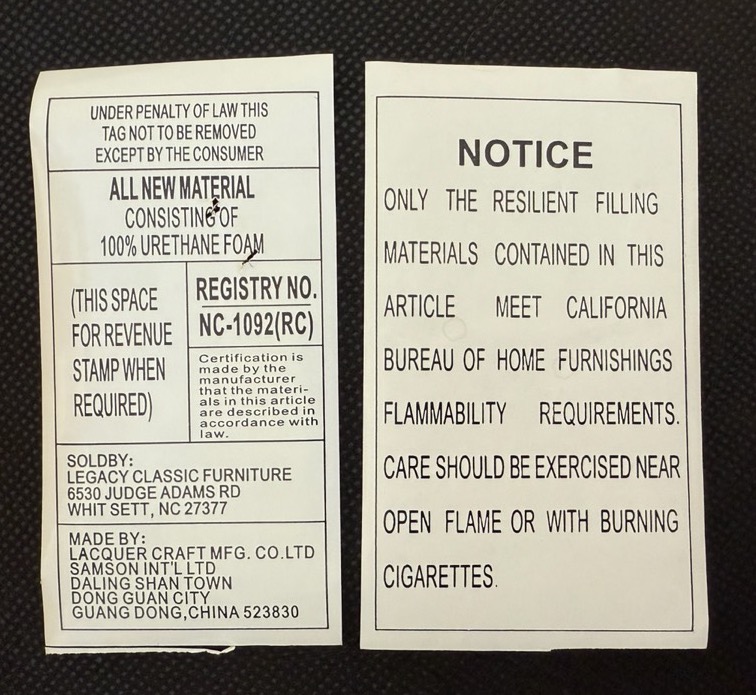 UNDER PENALTY OF LAW THIS
TAG NOT TO BE REMOVED
EXCEPT BY THE CONSUMER
ALL NEW MATERIAL
CONSISTING OF
100% URETHANE FOAM
(THIS SPACE
FOR REVENUE
STAMP WHEN
REQUIRED)
REGISTRY NO.
NC-1092(RC)
Certification is
made by the
manufacturer
that the materi-
als in this article
are described in
accordance with
law.
SOLDBY:
LEGACY CLASSIC FURNITURE
6530 JUDGE ADAMS RD
WHIT SETT, NC 27377
MADE BY:
LACQUER CRAFT MFG. CO.LTD
SAMSON INT'L LTD
DALING SHAN TOWN
DONG GUAN CITY
GUANG DONG,CHINA 523830
NOTICE
ONLY THE RESILIENT FILLING
MATERIALS CONTAINED IN THIS
ARTICLE MEET CALIFORNIA
BUREAU OF HOME FURNISHINGS
FLAMMABILITY REQUIREMENTS.
CARE SHOULD BE EXERCISED NEAR
OPEN FLAME OR WITH BURNING
CIGARETTES.